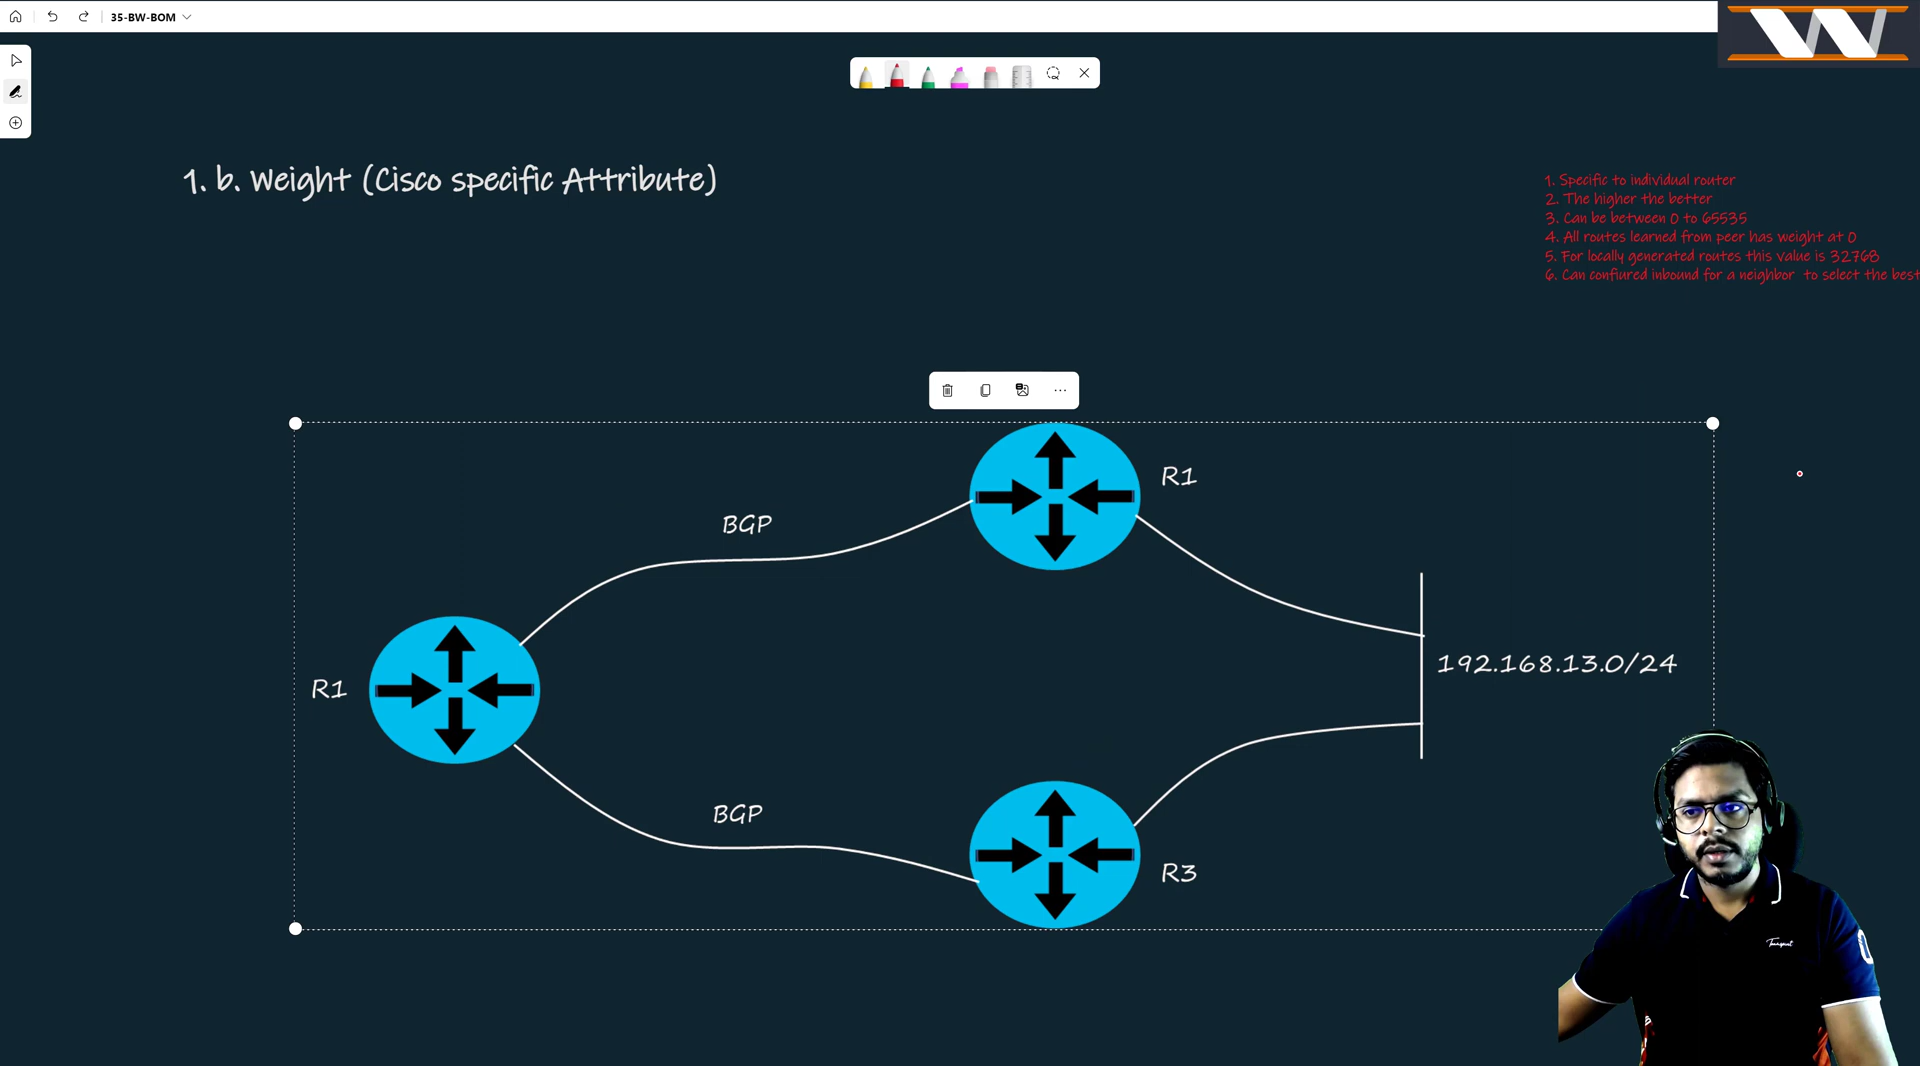 35-BW-BOM
W
1. b. Weight (Cisco specific Attribute)
1. Specific to individual router
2. The higher the better
3. Can be between 0 to 65535
4. All routes learned from peer has weight at 0
5. For locally generated routes this value is 32768
6. Can confiured inbound for a neighbor to select the best
R1
BGP
192.168.13.0/24
R1
BGP
R3